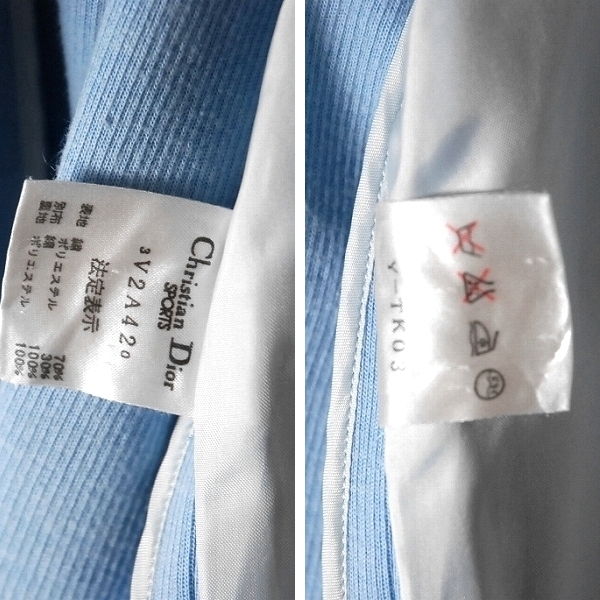 Christian Dior
SPORTS
3V2A420
法定表示
表地 綿 70%
ポリエステル 30%
別布 綿 100%
裏地 ポリエステル 100%
Y-TK03